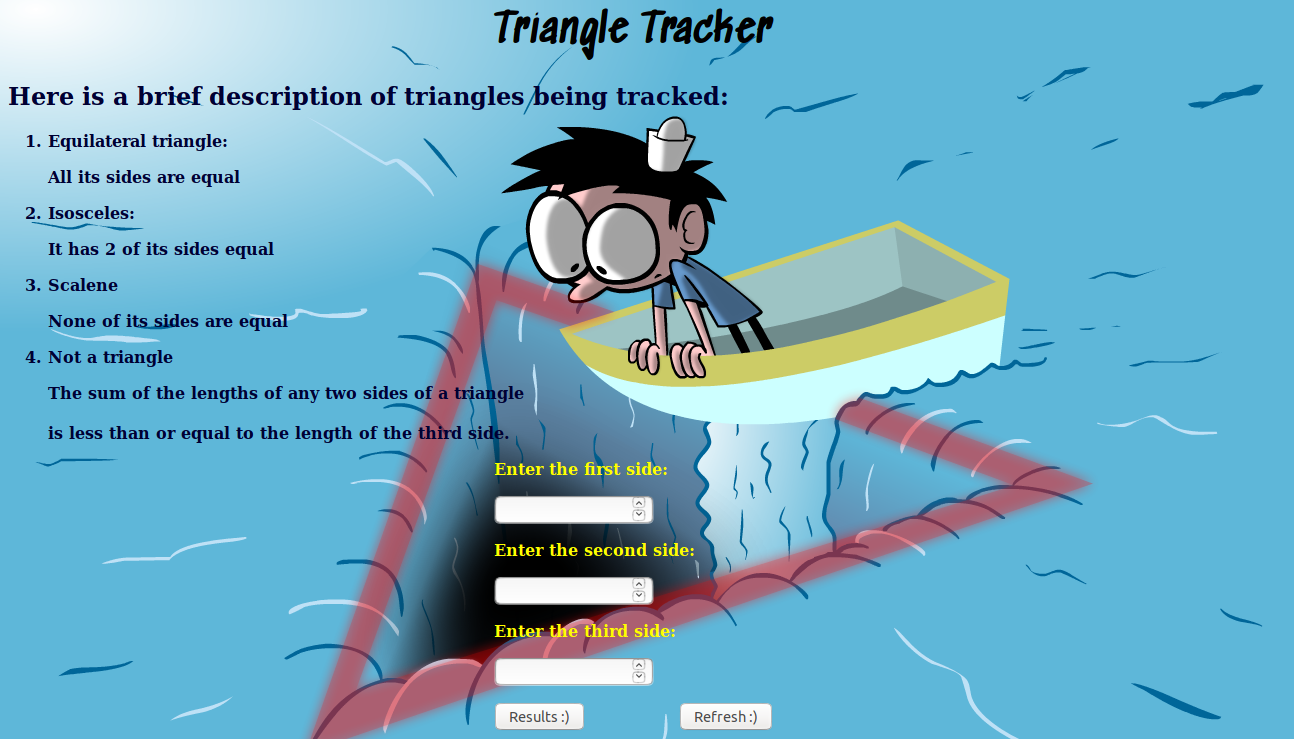 Triangle Tracker
Here is a brief description of triangles being tracked:
1. Equilateral triangle:
All its sides are equal
2. Isosceles:
It has 2 of its sides equal
3. Scalene
None of its sides are equal
4. Not a triangle
The sum of the lengths of any two sides of a triangle
is less than or equal to the length of the third side.
Enter the first side:
Enter the second side:
Enter the third side:
Results :)
Refresh :)